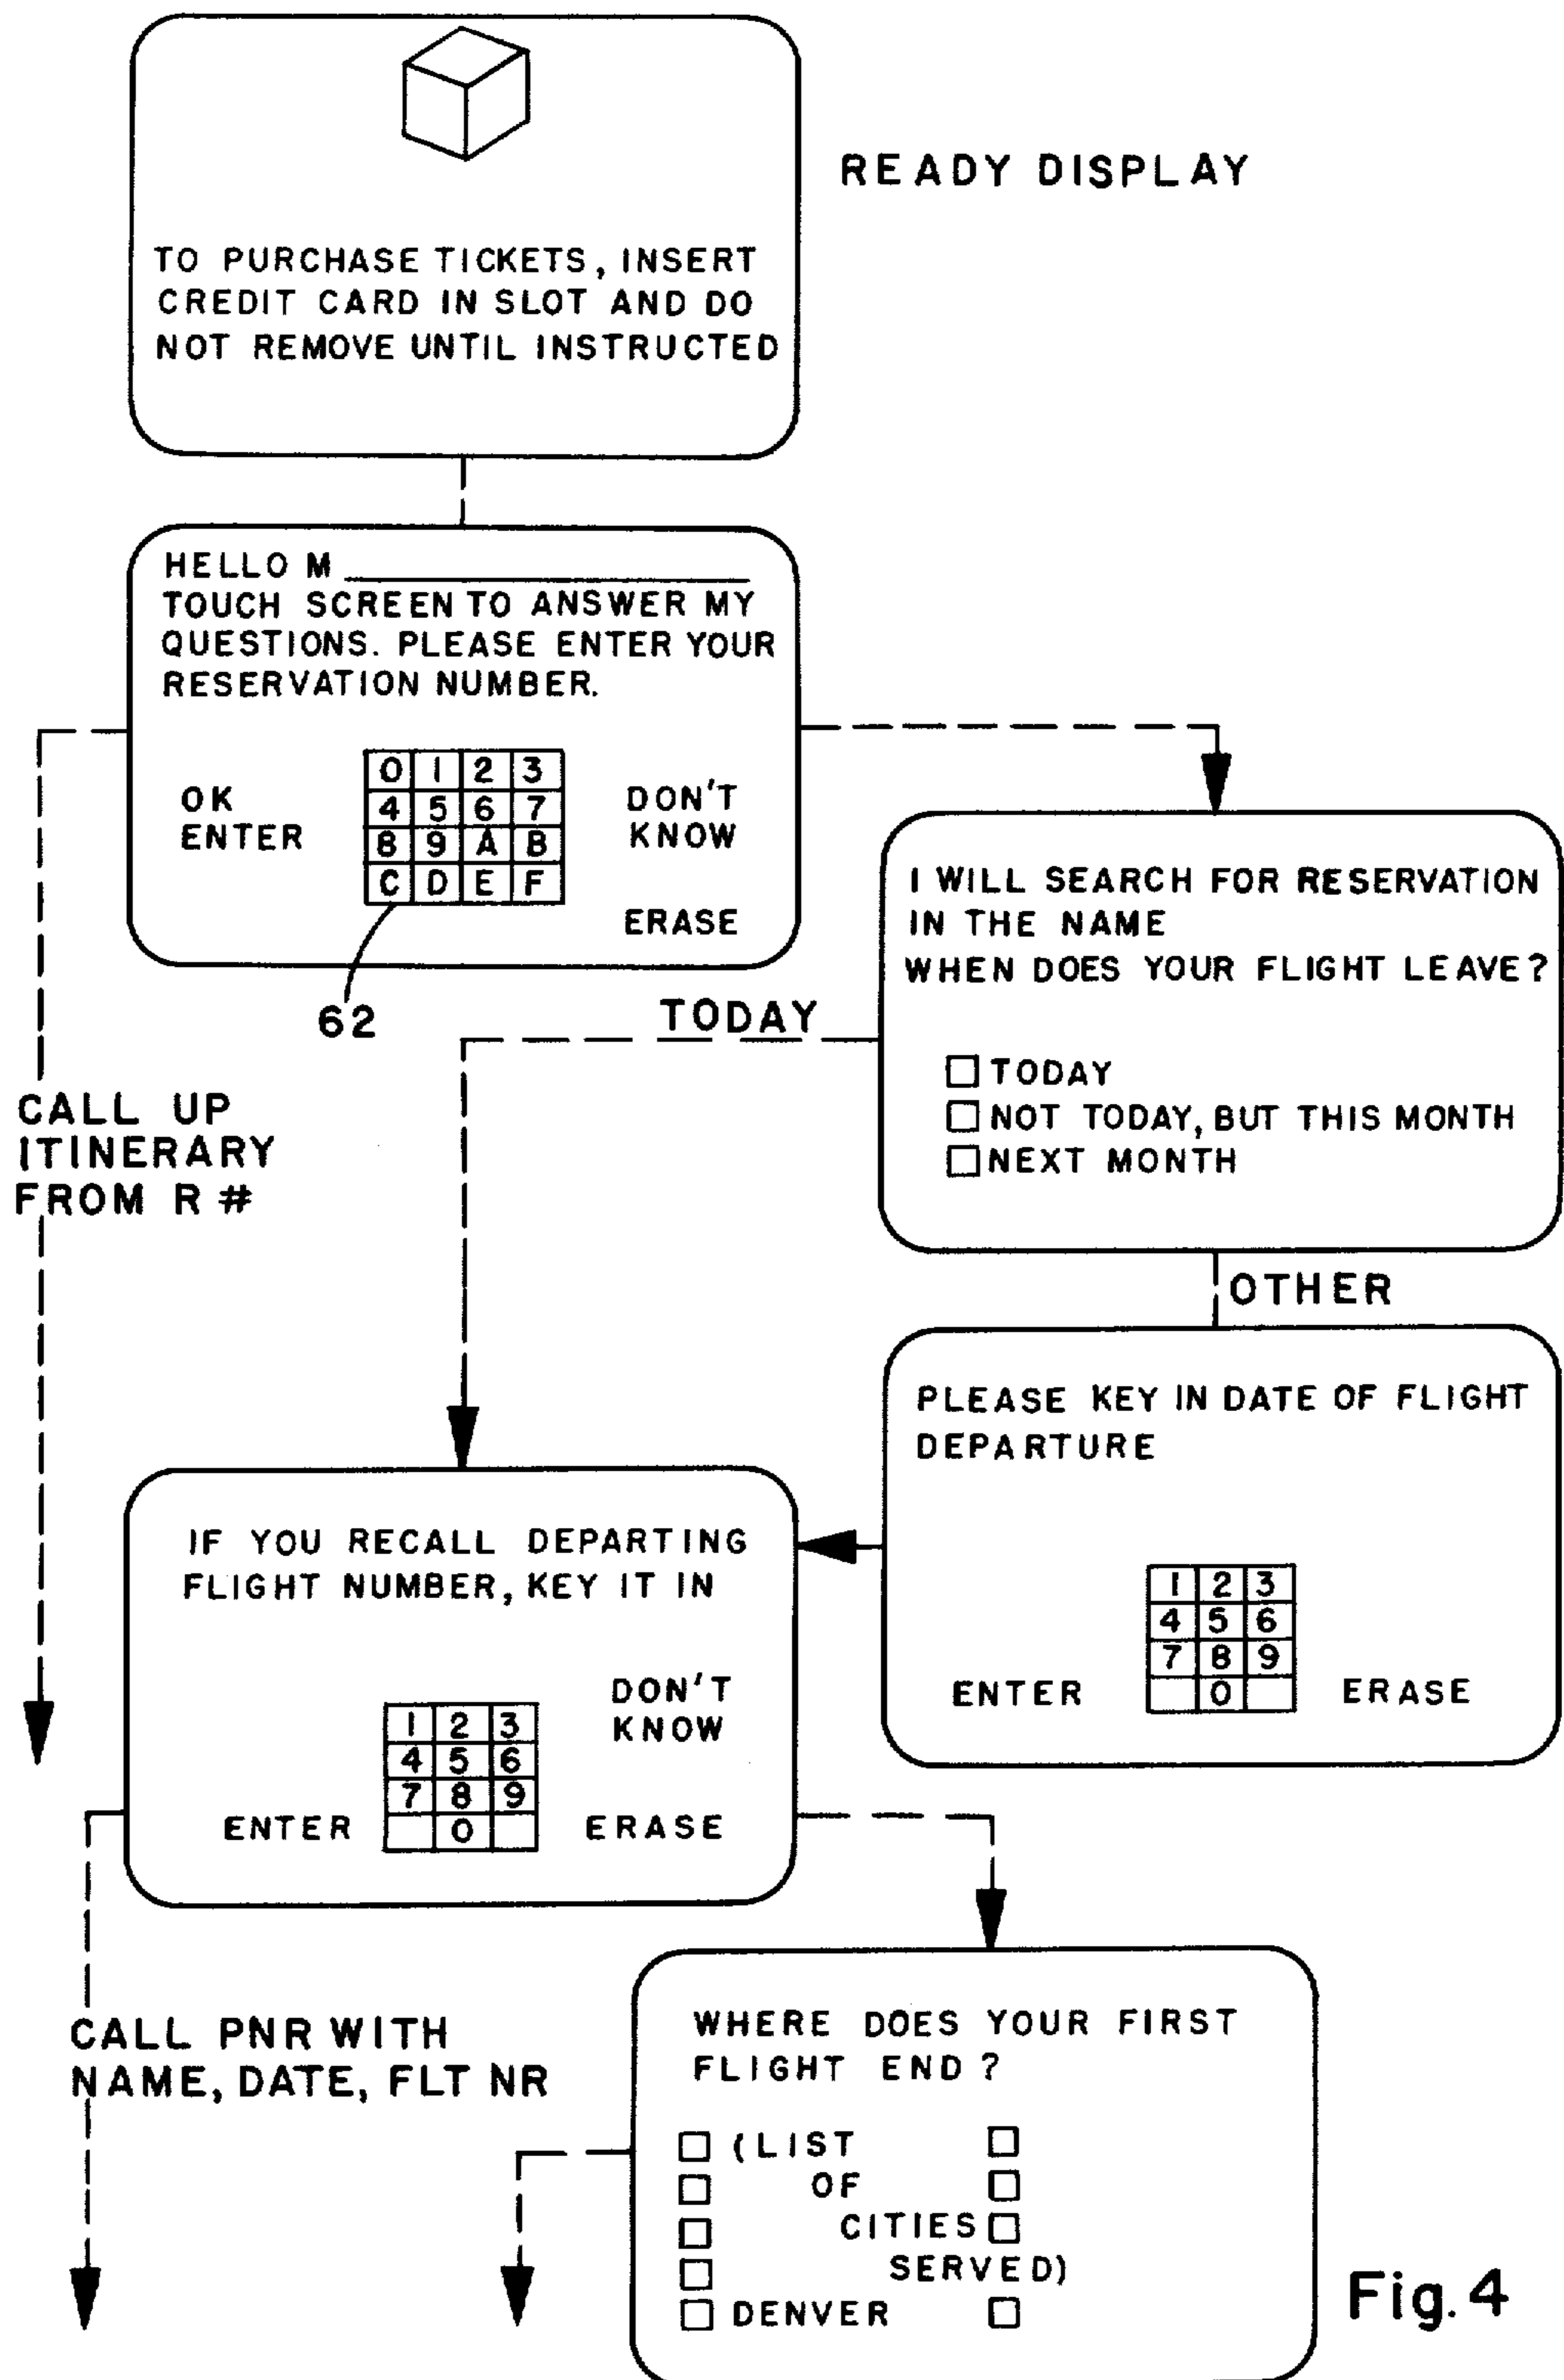 READY DISPLAY
TO PURCHASE TICKETS, INSERT
CREDIT CARD IN SLOT AND DO
NOT REMOVE UNTIL INSTRUCTED
HELLO M
TOUCH SCREEN TO ANSWER MY
QUESTIONS. PLEASE ENTER YOUR
RESERVATION NUMBER.
OK
ENTER
0 1 2 3
4 5 6 7
8 9 A B
C D E F
DON'T
KNOW
ERASE
62
CALL UP
ITINERARY
FROM R #
I WILL SEARCH FOR RESERVATION
IN THE NAME
WHEN DOES YOUR FLIGHT LEAVE?
TODAY
NOT TODAY, BUT THIS MONTH
NEXT MONTH
TODAY
OTHER
PLEASE KEY IN DATE OF FLIGHT
DEPARTURE
1 2 3
4 5 6
7 8 9
0
ENTER
ERASE
IF YOU RECALL DEPARTING
FLIGHT NUMBER, KEY IT IN
DON'T
KNOW
1 2 3
4 5 6
7 8 9
0
ENTER
ERASE
CALL PNR WITH
NAME, DATE, FLT NR
WHERE DOES YOUR FIRST
FLIGHT END ?
(LIST
OF
CITIES
SERVED)
DENVER
Fig. 4